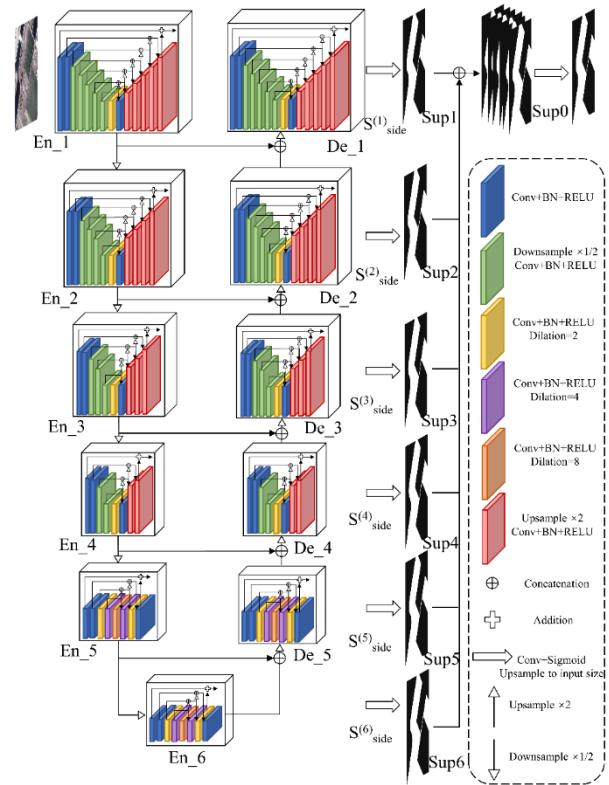 En_1
De_1
S(1)side
Sup1
Sup0
En_2
De_2
S(2)side
Sup2
En_3
De_3
S(3)side
Sup3
En_4
De_4
S(4)side
Sup4
En_5
De_5
S(5)side
Sup5
En_6
S(6)side
Sup6
Conv+BN−RELU
Downsample ×1/2
Conv+BN+RELU
Conv+BN+RELU
Dilation=2
Conv+BN+RELU
Dilation=4
Conv+BN+RELU
Dilation=8
Upsample ×2
Conv+BN+RELU
Concatenation
Addition
Conv+Sigmoid
Upsample to input size
Upsample ×2
Downsample ×1/2